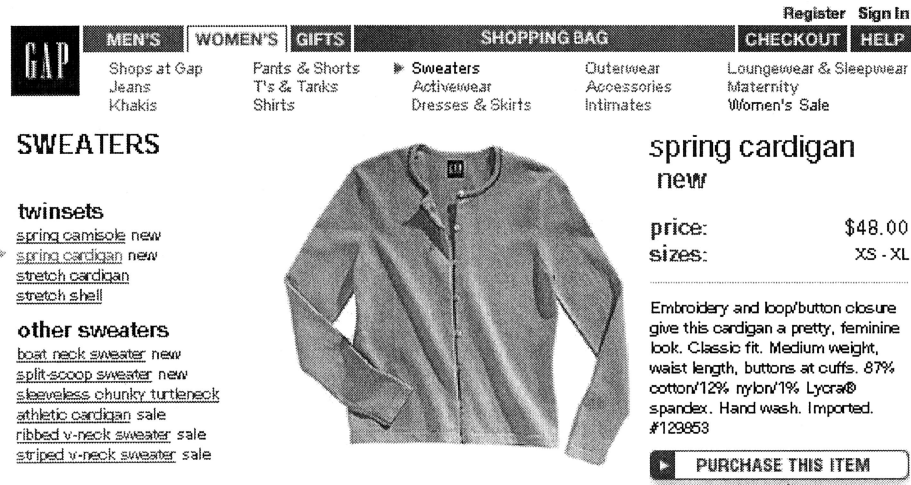 Register Sign In
GAP
MEN'S WOMEN'S GIFTS SHOPPING BAG CHECKOUT HELP
Shops at Gap Pants & Shorts Sweaters Outerwear Loungewear & Sleepwear
Jeans T's & Tanks Activewear Accessories Maternity
Khakis Shirts Dresses & Skirts Intimates Women's Sale
SWEATERS
twinsets
spring camisole new
spring cardigan new
stretch cardigan
stretch shell
other sweaters
boat neck sweater new
split-scoop sweater new
sleeveless chunky turtleneck
athletic cardigan sale
ribbed v-neck sweater sale
striped v-neck sweater sale
GAP
spring cardigan
new
price: $48.00
sizes: XS - XL
Embroidery and loop/button closure
give this cardigan a pretty, feminine
look. Classic fit. Medium weight,
waist length, buttons at cuffs. 87%
cotton/12% nylon/1% Lycra®
spandex. Hand wash. Imported.
#129853
PURCHASE THIS ITEM